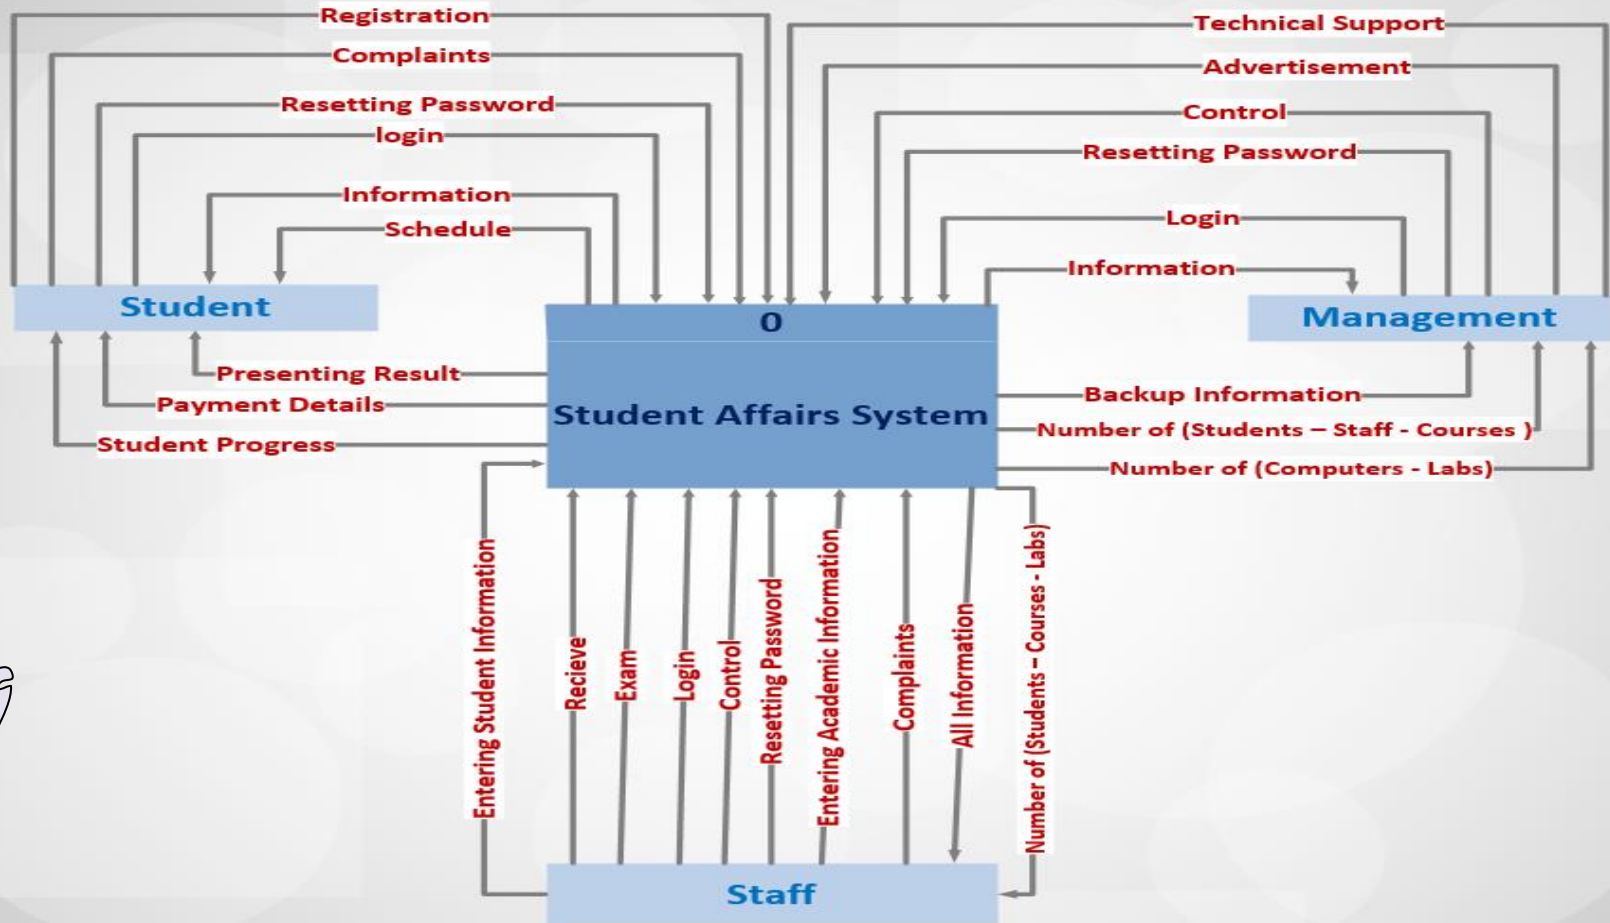 Registration
Technical Support
Complaints
Advertisement
Resetting Password
Control
login
Resetting Password
Information
Login
Schedule
Information
Student
Management
0
Student Affairs System
Presenting Result
Payment Details
Student Progress
Backup Information
Number of (Students – Staff - Courses )
Number of (Computers - Labs)
Entering Student Information
Recieve
Exam
Login
Control
Resetting Password
Entering Academic Information
Complaints
All Information
Number of (Students – Courses - Labs)
Staff